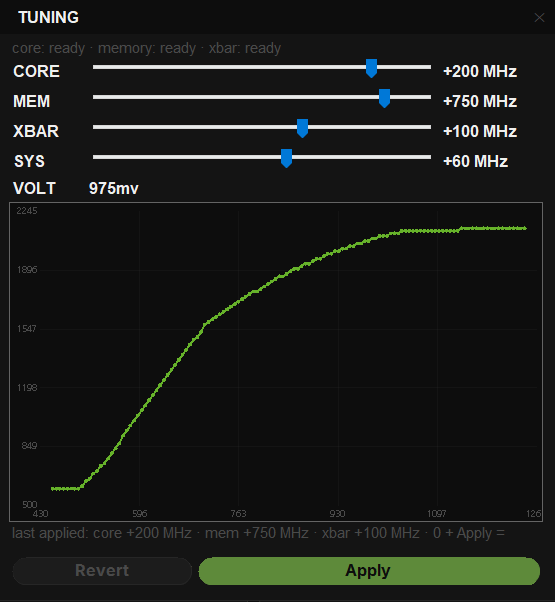 TUNING
core: ready · memory: ready · xbar: ready
CORE +200 MHz
MEM +750 MHz
XBAR +100 MHz
SYS +60 MHz
VOLT 975mv
2245
1896
1547
1198
849
500
430 596 763 930 1097 126
last applied: core +200 MHz · mem +750 MHz · xbar +100 MHz · 0 + Apply =
Revert Apply